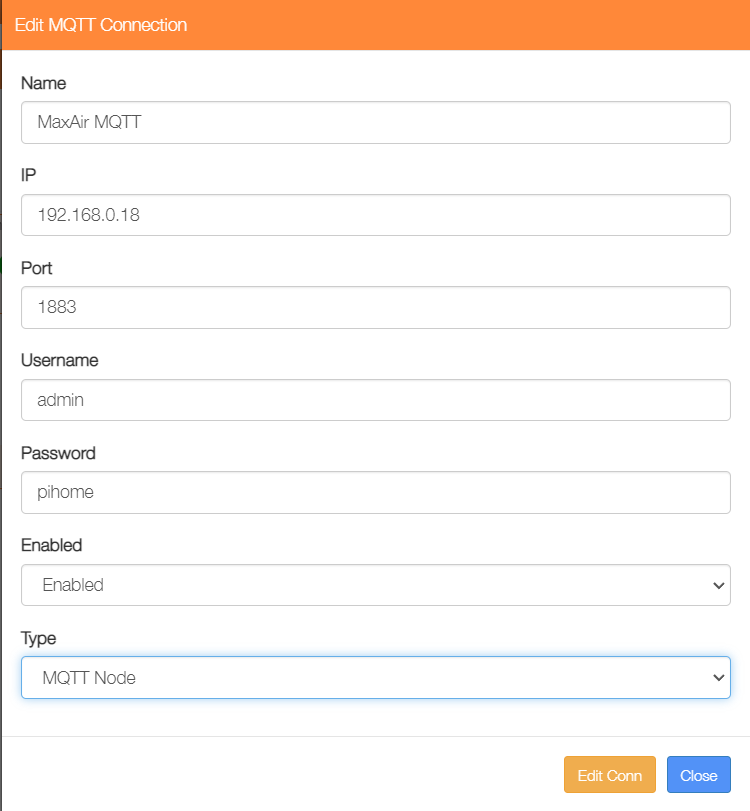 Edit MQTT Connection
Name
MaxAir MQTT
IP
192.168.0.18
Port
1883
Username
admin
Password
pihome
Enabled
Enabled
Type
MQTT Node
Edit Conn Close